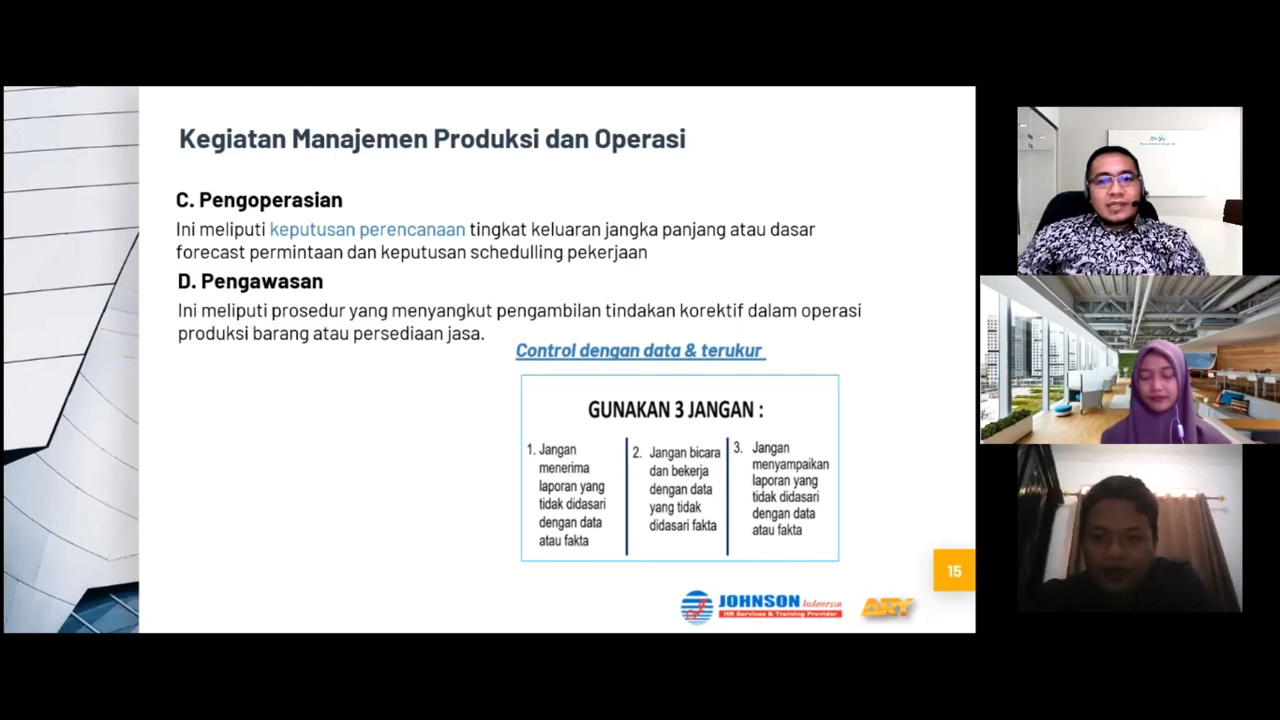 Kegiatan Manajemen Produksi dan Operasi
C. Pengoperasian
Ini meliputi keputusan perencanaan tingkat keluaran jangka panjang atau dasar
forecast permintaan dan keputusan schedulling pekerjaan
D. Pengawasan
Ini meliputi prosedur yang menyangkut pengambilan tindakan korektif dalam operasi
produksi barang atau persediaan jasa.
Control dengan data & terukur
GUNAKAN 3 JANGAN :
1. Jangan
menerima
laporan yang
tidak didasari
dengan data
atau fakta
2. Jangan bicara
dan bekerja
dengan data
yang tidak
didasari fakta
3. Jangan
menyampaikan
laporan yang
tidak didasari
dengan data
atau fakta
15
JOHNSON Indonesia
HR Services & Training Provider
ARY